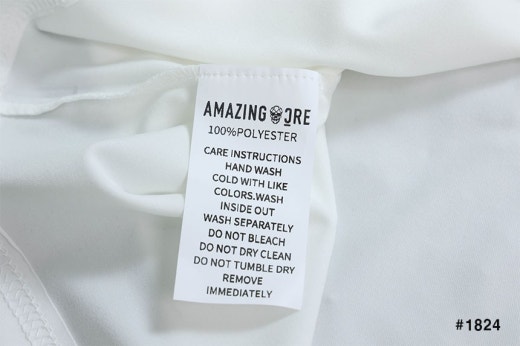 AMAZING CORE
100%POLYESTER
CARE INSTRUCTIONS
HAND WASH
COLD WITH LIKE
COLORS.WASH
INSIDE OUT
WASH SEPARATELY
DO NOT BLEACH
DO NOT DRY CLEAN
DO NOT TUMBLE DRY
REMOVE
IMMEDIATELY
#1824